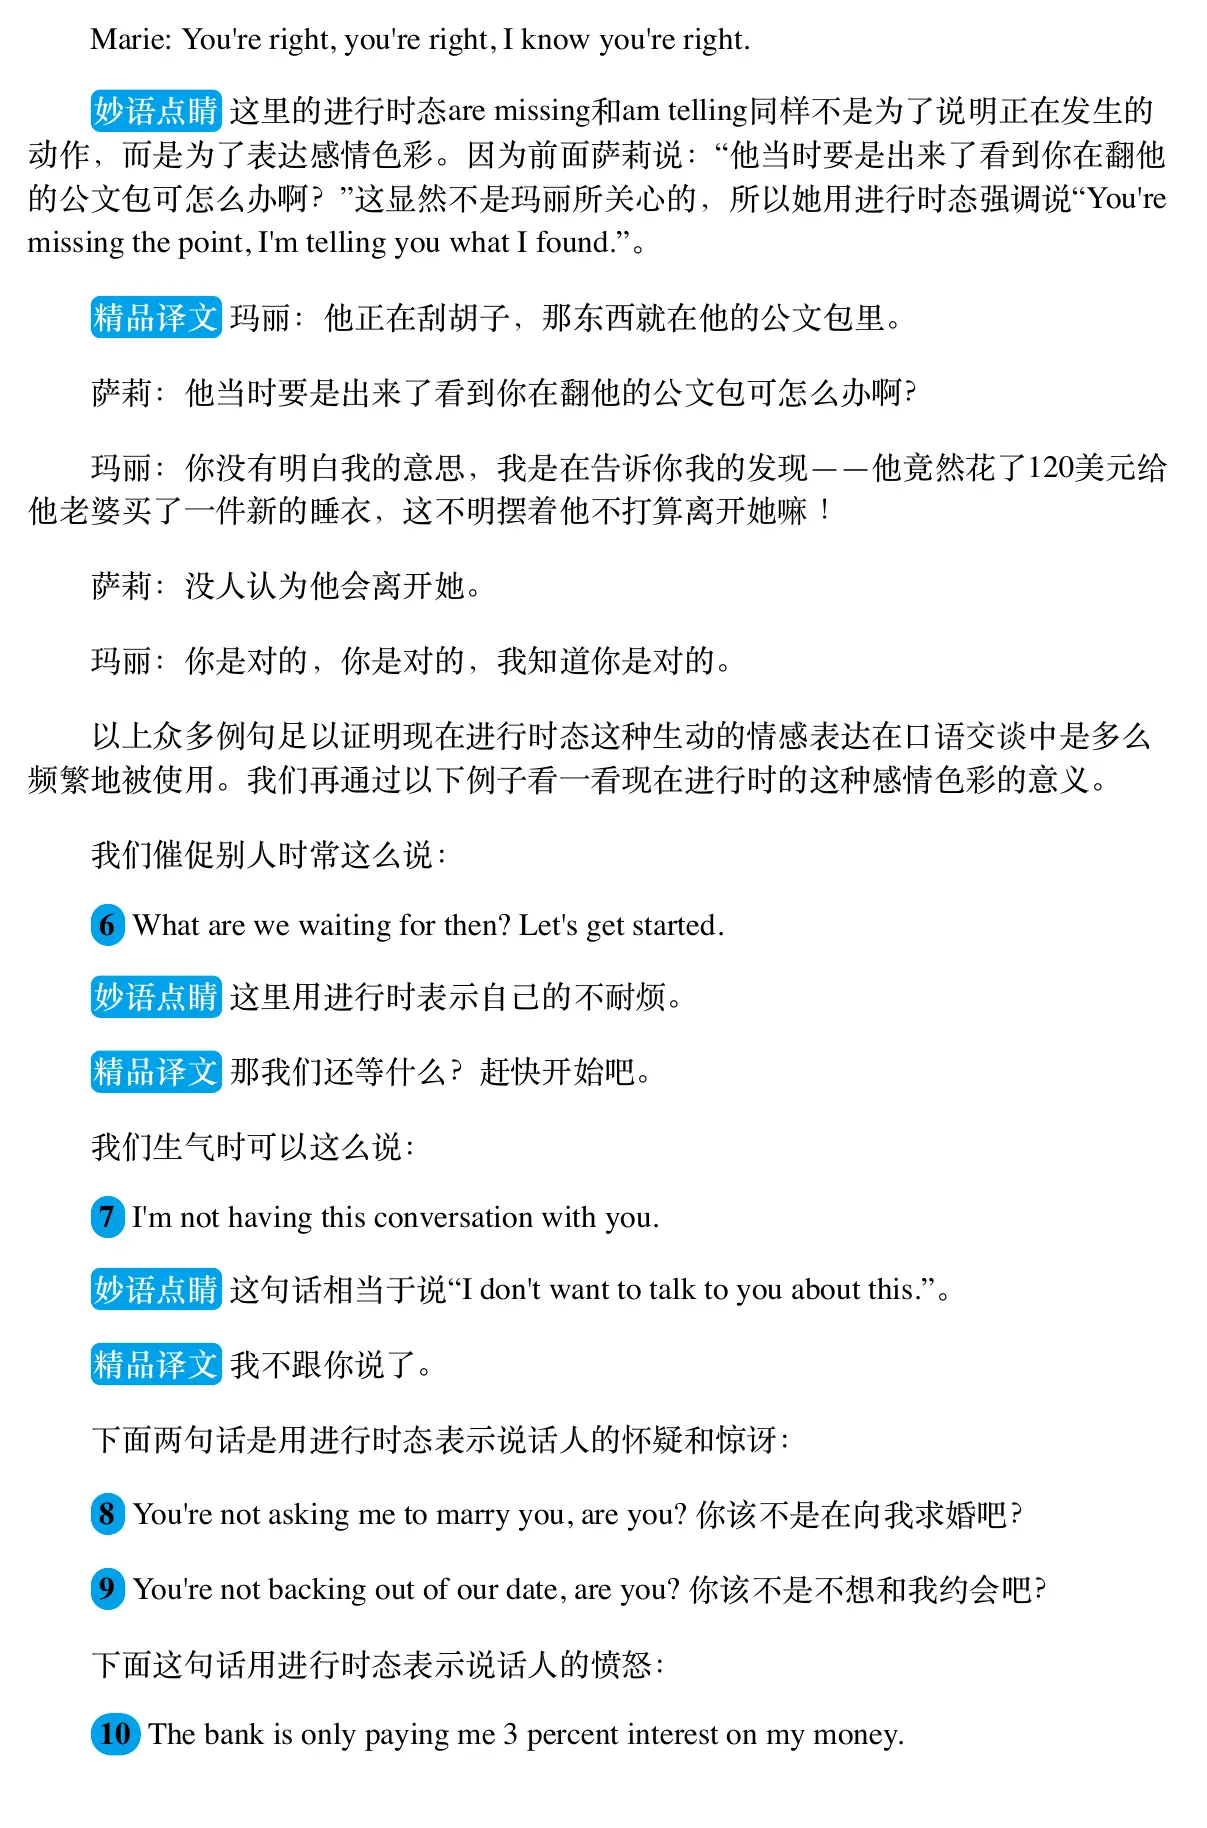 Marie: You're right, you're right, I know you're right.
妙语点睛 这里的进行时态are missing和am telling同样不是为了说明正在发生的
动作，而是为了表达感情色彩。因为前面萨莉说：“他当时要是出来了看到你在翻他
的公文包可怎么办啊？”这显然不是玛丽所关心的，所以她用进行时态强调说“You're
missing the point, I'm telling you what I found.”。
精品译文 玛丽：他正在刮胡子，那东西就在他的公文包里。
萨莉：他当时要是出来了看到你在翻他的公文包可怎么办啊？
玛丽：你没有明白我的意思，我是在告诉你我的发现——他竟然花了120美元给
他老婆买了一件新的睡衣，这不明摆着他不打算离开她嘛！
萨莉：没人认为他会离开她。
玛丽：你是对的，你是对的，我知道你是对的。
以上众多例句足以证明现在进行时态这种生动的情感表达在口语交谈中是多么
频繁地被使用。我们再通过以下例子看一看现在进行时的这种感情色彩的意义。
我们催促别人时常这么说：
6 What are we waiting for then? Let's get started.
妙语点睛 这里用进行时表示自己的不耐烦。
精品译文 那我们还等什么？赶快开始吧。
我们生气时可以这么说：
7 I'm not having this conversation with you.
妙语点睛 这句话相当于说“I don't want to talk to you about this.”。
精品译文 我不跟你说了。
下面两句话是用进行时态表示说话人的怀疑和惊讶：
8 You're not asking me to marry you, are you? 你该不是在向我求婚吧？
9 You're not backing out of our date, are you? 你该不是不想和我约会吧？
下面这句话用进行时态表示说话人的愤怒：
10 The bank is only paying me 3 percent interest on my money.